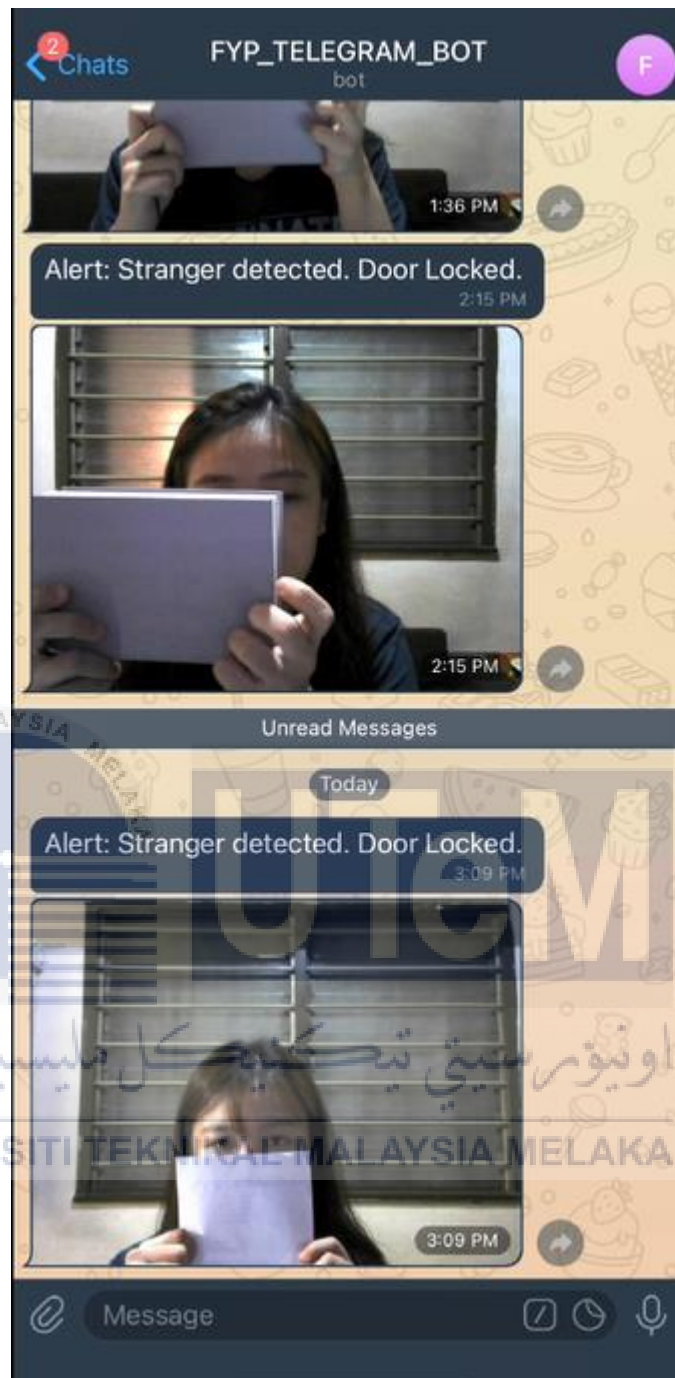 2
Chats
FYP_TELEGRAM_BOT
bot
F
1:36 PM
Alert: Stranger detected. Door Locked.
2:15 PM
2:15 PM
Unread Messages
Today
Alert: Stranger detected. Door Locked.
3:09 PM
UTeM
اونيۏرسيتي تيكنيكل مليسيا
SITI TEKNIKAL MALAYSIA MELAKA
3:09 PM
Message